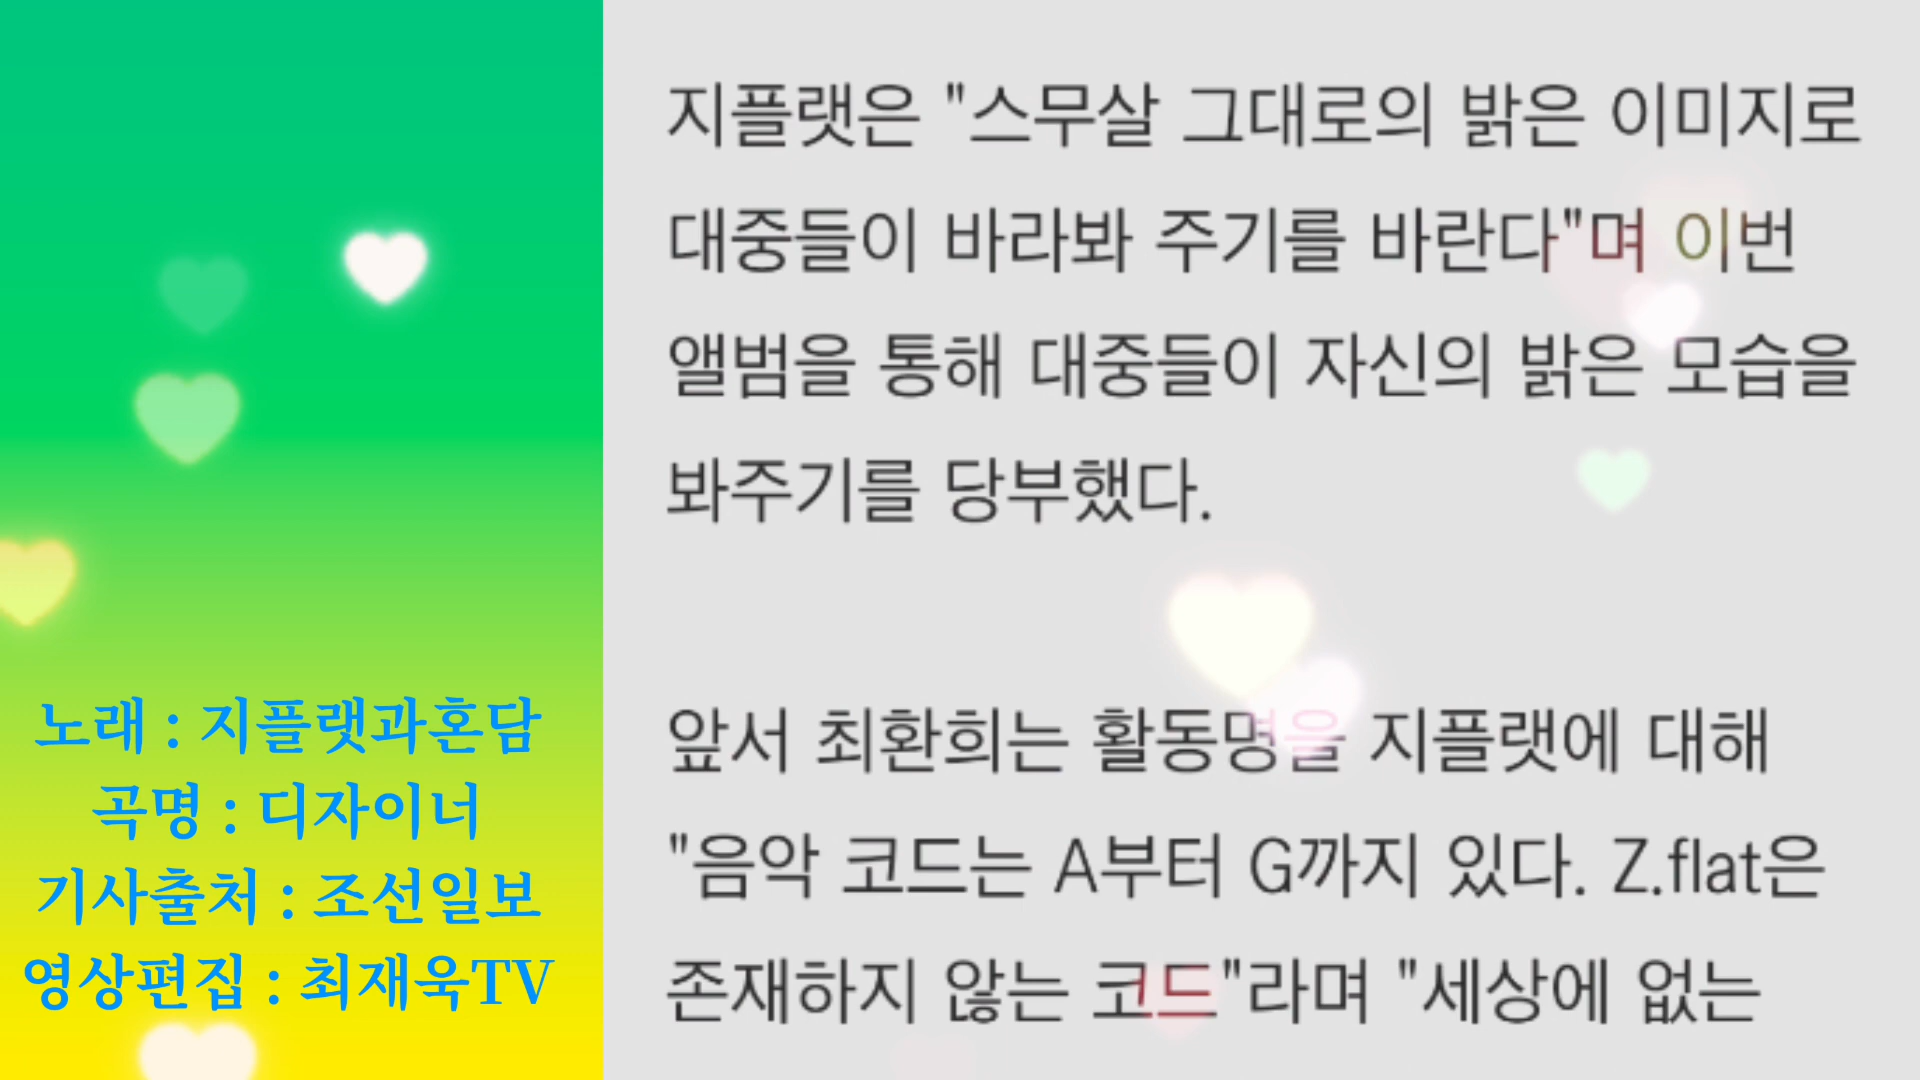 노래 : 지플랫과혼담
곡명 : 디자이너
기사출처 : 조선일보
영상편집 : 최재욱TV
지플랫은 "스무살 그대로의 밝은 이미지로
대중들이 바라봐 주기를 바란다"며 이번
앨범을 통해 대중들이 자신의 밝은 모습을
봐주기를 당부했다.
앞서 최환희는 활동명을 지플랫에 대해
"음악 코드는 A부터 G까지 있다. Z.flat은
존재하지 않는 코드"라며 "세상에 없는